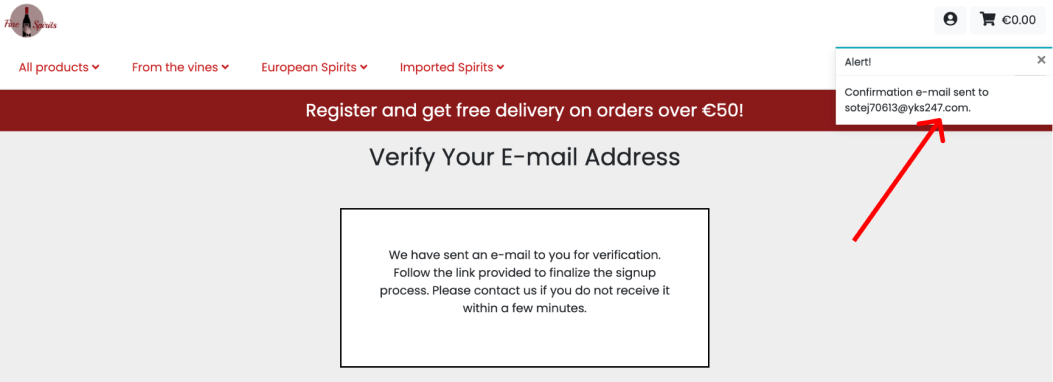 Fine Spirits
€0.00
All products
From the vines
European Spirits
Imported Spirits
Alert!
Confirmation e-mail sent to
sotej70613@yks247.com.
Register and get free delivery on orders over €50!
Verify Your E-mail Address
We have sent an e-mail to you for verification.
Follow the link provided to finalize the signup
process. Please contact us if you do not receive it
within a few minutes.